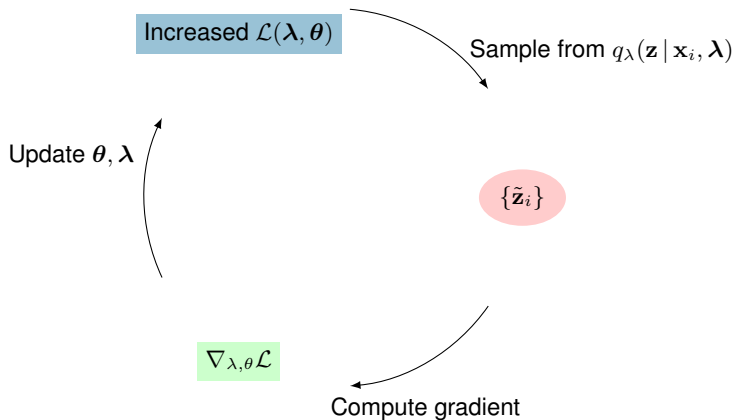 Increased ℒ(𝝀, 𝜽)
Sample from q_λ(𝐳 | 𝐱_i, 𝝀)
Update 𝜽, 𝝀
{𝐳̃_i}
∇_{λ,θ}ℒ
Compute gradient